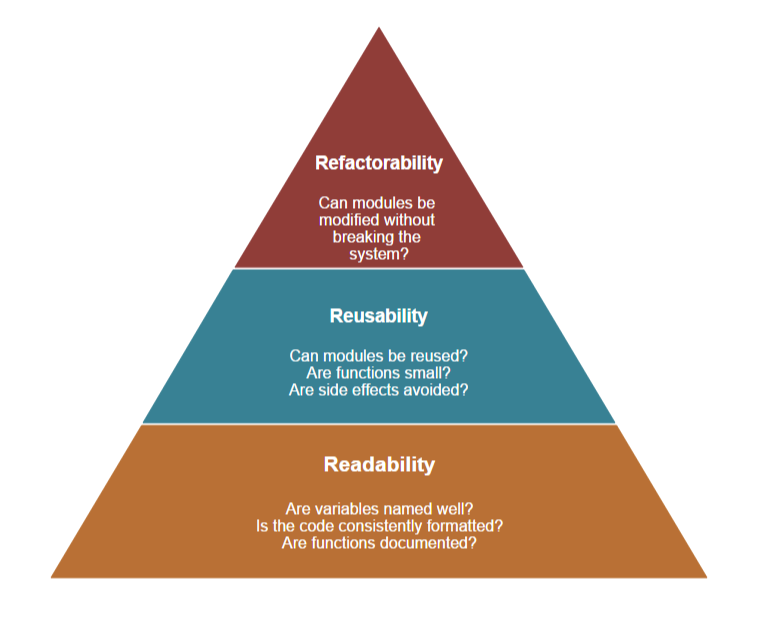 Refactorability
Can modules be
modified without
breaking the
system?
Reusability
Can modules be reused?
Are functions small?
Are side effects avoided?
Readability
Are variables named well?
Is the code consistently formatted?
Are functions documented?